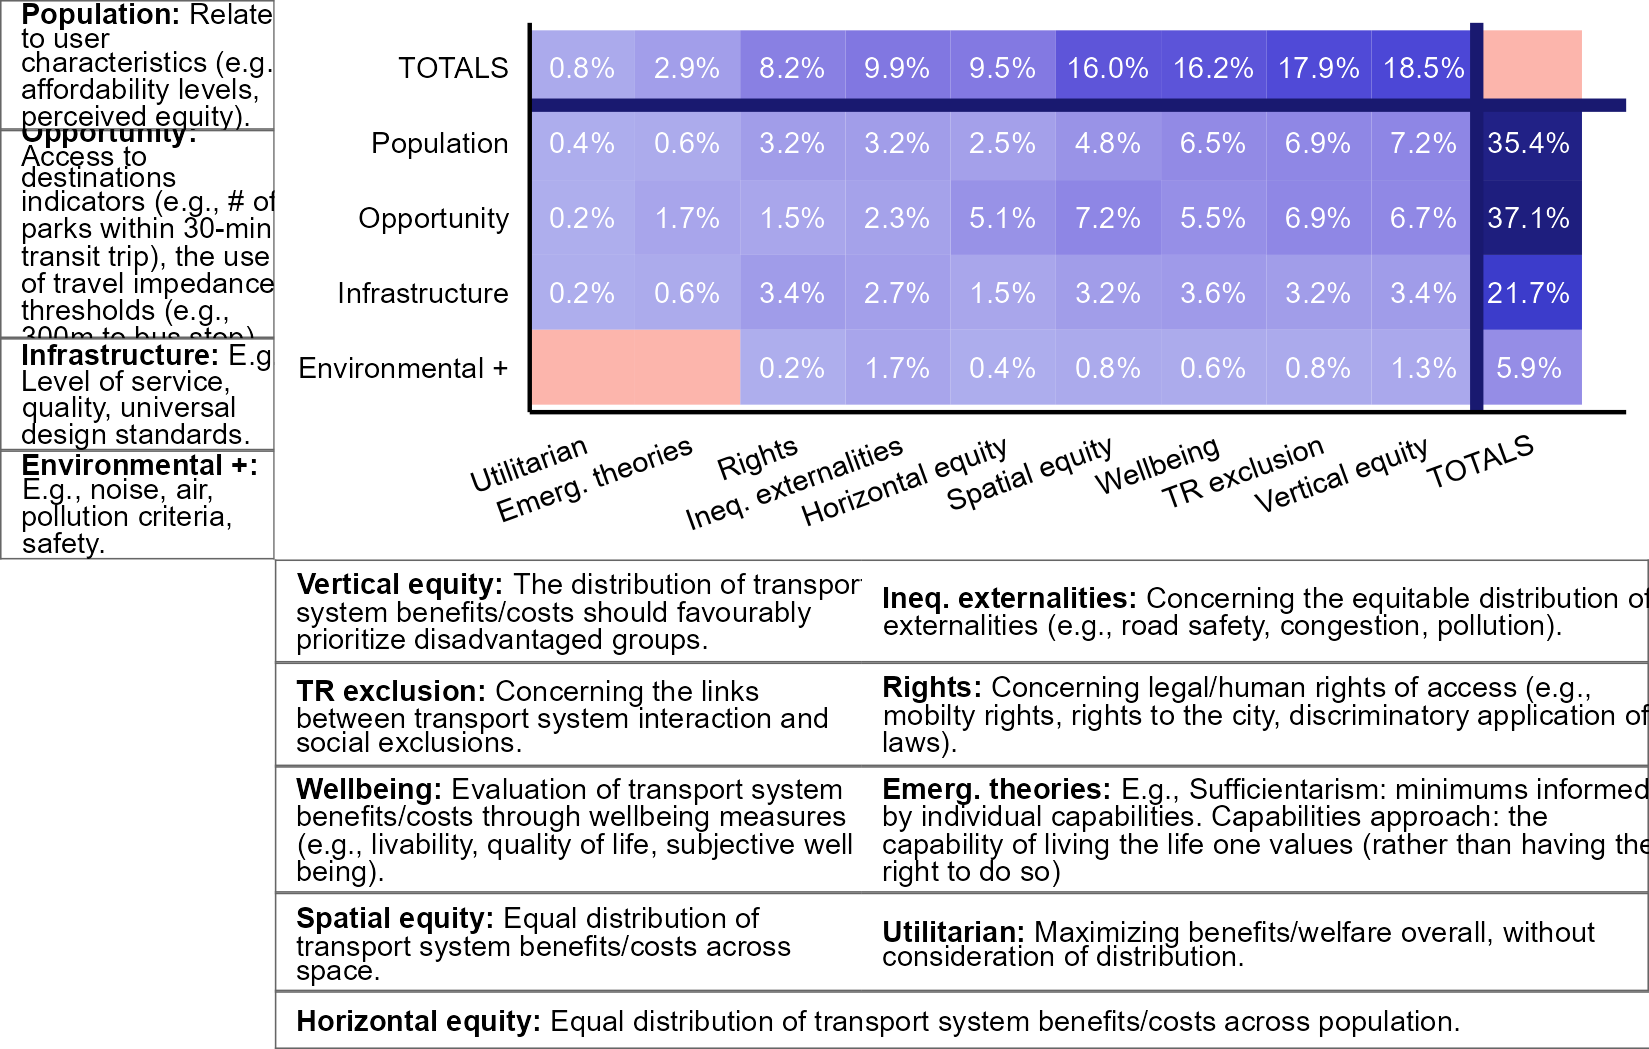 Population: Relate
to user
characteristics (e.g.
affordability levels,
perceived equity).
Opportunity:
Access to
destinations
indicators (e.g., # of
parks within 30-min
transit trip), the use
of travel impedance
thresholds (e.g.,
300m to bus stop)
Infrastructure: E.g
Level of service,
quality, universal
design standards.
Environmental +:
E.g., noise, air,
pollution criteria,
safety.
TOTALS 0.8% 2.9% 8.2% 9.9% 9.5% 16.0% 16.2% 17.9% 18.5%
Population 0.4% 0.6% 3.2% 3.2% 2.5% 4.8% 6.5% 6.9% 7.2% 35.4%
Opportunity 0.2% 1.7% 1.5% 2.3% 5.1% 7.2% 5.5% 6.9% 6.7% 37.1%
Infrastructure 0.2% 0.6% 3.4% 2.7% 1.5% 3.2% 3.6% 3.2% 3.4% 21.7%
Environmental + 0.2% 1.7% 0.4% 0.8% 0.6% 0.8% 1.3% 5.9%
Utilitarian
Emerg. theories
Rights
Ineq. externalities
Horizontal equity
Spatial equity
Wellbeing
TR exclusion
Vertical equity
TOTALS
Vertical equity: The distribution of transpor
system benefits/costs should favourably
prioritize disadvantaged groups.
Ineq. externalities: Concerning the equitable distribution of
externalities (e.g., road safety, congestion, pollution).
TR exclusion: Concerning the links
between transport system interaction and
social exclusions.
Rights: Concerning legal/human rights of access (e.g.,
mobilty rights, rights to the city, discriminatory application of
laws).
Wellbeing: Evaluation of transport system
benefits/costs through wellbeing measures
(e.g., livability, quality of life, subjective well
being).
Emerg. theories: E.g., Sufficientarism: minimums informed
by individual capabilities. Capabilities approach: the
capability of living the life one values (rather than having the
right to do so)
Spatial equity: Equal distribution of
transport system benefits/costs across
space.
Utilitarian: Maximizing benefits/welfare overall, without
consideration of distribution.
Horizontal equity: Equal distribution of transport system benefits/costs across population.